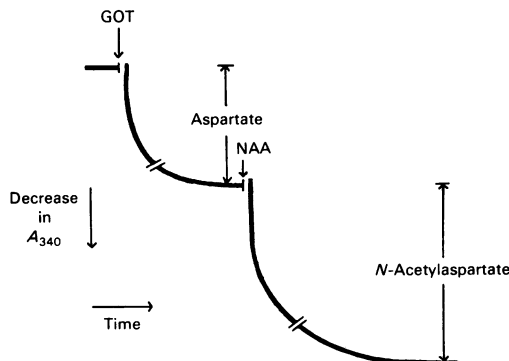 GOT
Aspartate
NAA
Decrease
in
A340
N-Acetylaspartate
Time